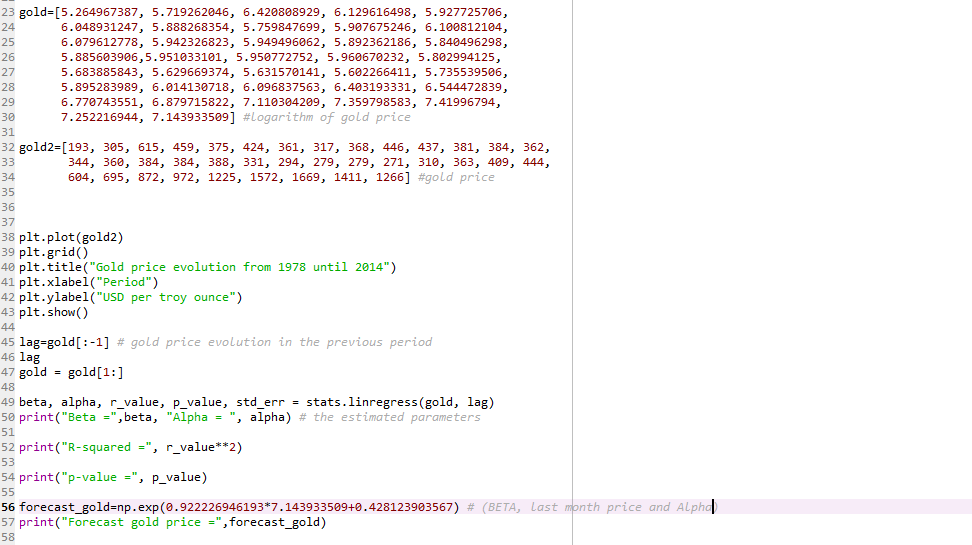 23 gold=[5.264967387, 5.719262046, 6.420808929, 6.129616498, 5.927725706,
24 6.048931247, 5.888268354, 5.759847699, 5.907675246, 6.100812104,
25 6.079612778, 5.942326823, 5.949496062, 5.892362186, 5.840496298,
26 5.885603906,5.951033101, 5.950772752, 5.960670232, 5.802994125,
27 5.683885843, 5.629669374, 5.631570141, 5.602266411, 5.735539506,
28 5.895283989, 6.014130718, 6.096837563, 6.403193331, 6.544472839,
29 6.770743551, 6.879715822, 7.110304209, 7.359798583, 7.41996794,
30 7.252216944, 7.143933509] #logarithm of gold price
31
32 gold2=[193, 305, 615, 459, 375, 424, 361, 317, 368, 446, 437, 381, 384, 362,
33 344, 360, 384, 384, 388, 331, 294, 279, 279, 271, 310, 363, 409, 444,
34 604, 695, 872, 972, 1225, 1572, 1669, 1411, 1266] #gold price
35
36
37
38 plt.plot(gold2)
39 plt.grid()
40 plt.title("Gold price evolution from 1978 until 2014")
41 plt.xlabel("Period")
42 plt.ylabel("USD per troy ounce")
43 plt.show()
44
45 lag=gold[:-1] # gold price evolution in the previous period
46 lag
47 gold = gold[1:]
48
49 beta, alpha, r_value, p_value, std_err = stats.linregress(gold, lag)
50 print("Beta =",beta, "Alpha = ", alpha) # the estimated parameters
51
52 print("R-squared =", r_value**2)
53
54 print("p-value =", p_value)
55
56 forecast_gold=np.exp(0.922226946193*7.143933509+0.428123903567) # (BETA, last month price and Alpha)
57 print("Forecast gold price =",forecast_gold)
58